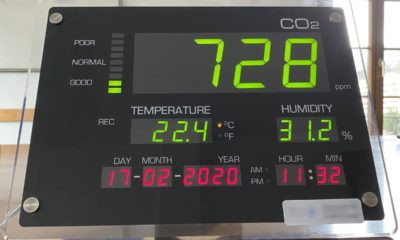 CO2
POOR
NORMAL
GOOD
728 ppm
TEMPERATURE HUMIDITY
REC 22.4 °C °F 31.2 %
DAY MONTH YEAR AM PM HOUR MIN
17-02-2020 11:32